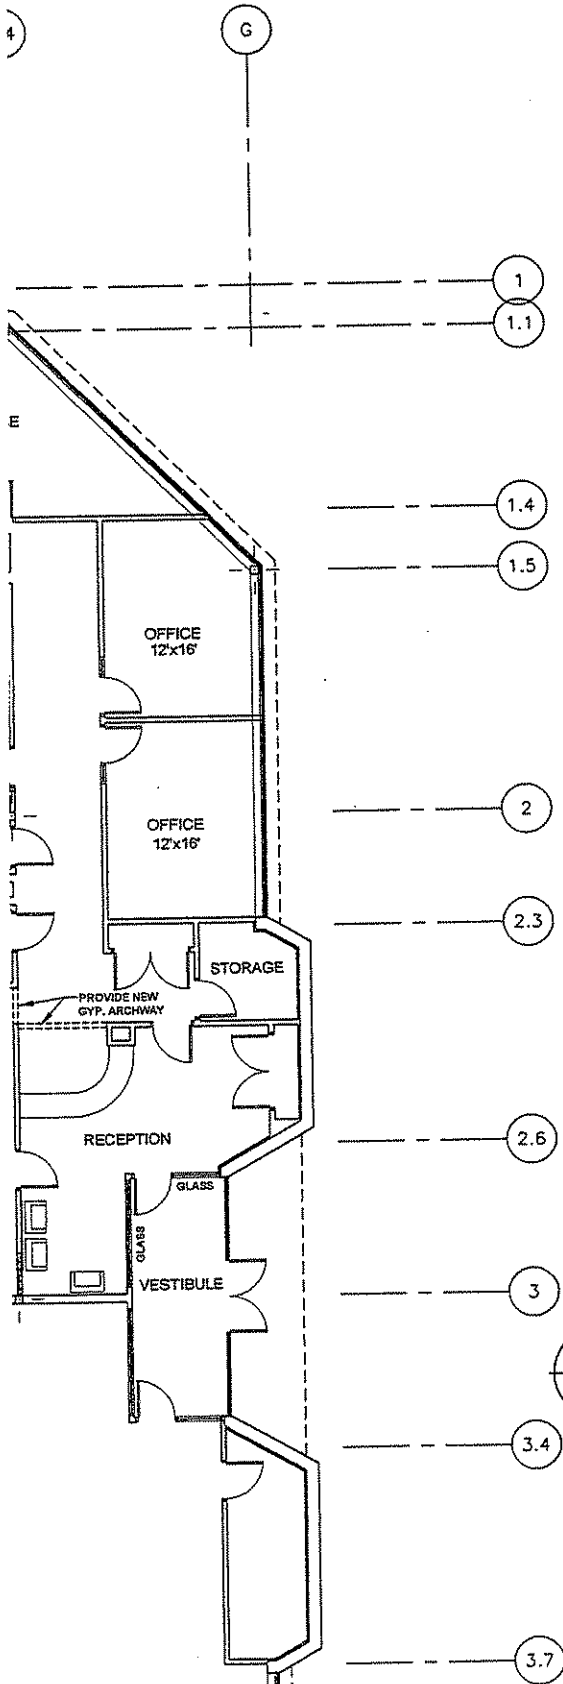 4
G
1
1.1
E
1.4
1.5
OFFICE
12'x16'
2
OFFICE
12'x16'
2.3
STORAGE
PROVIDE NEW
GYP. ARCHWAY
RECEPTION
2.6
GLASS
GLASS
VESTIBULE
3
3.4
3.7